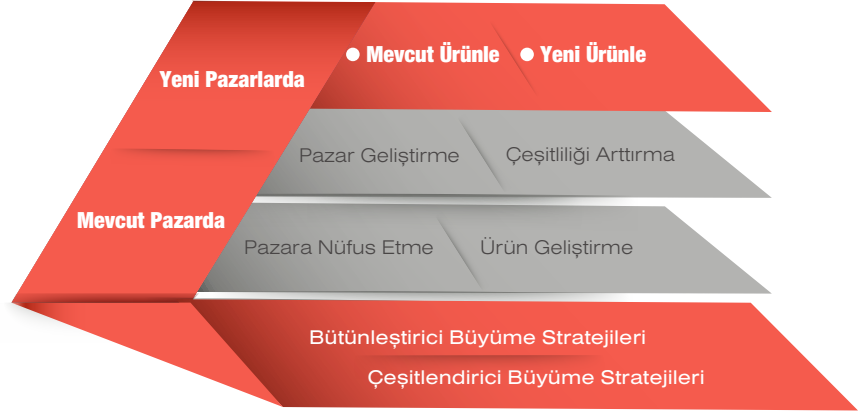 Mevcut Ürünle Yeni Ürünle
Yeni Pazarlarda
Pazar Geliştirme Çeşitliliği Arttırma
Mevcut Pazarda
Pazara Nüfus Etme Ürün Geliştirme
Bütünleştirici Büyüme Stratejileri
Çeşitlendirici Büyüme Stratejileri